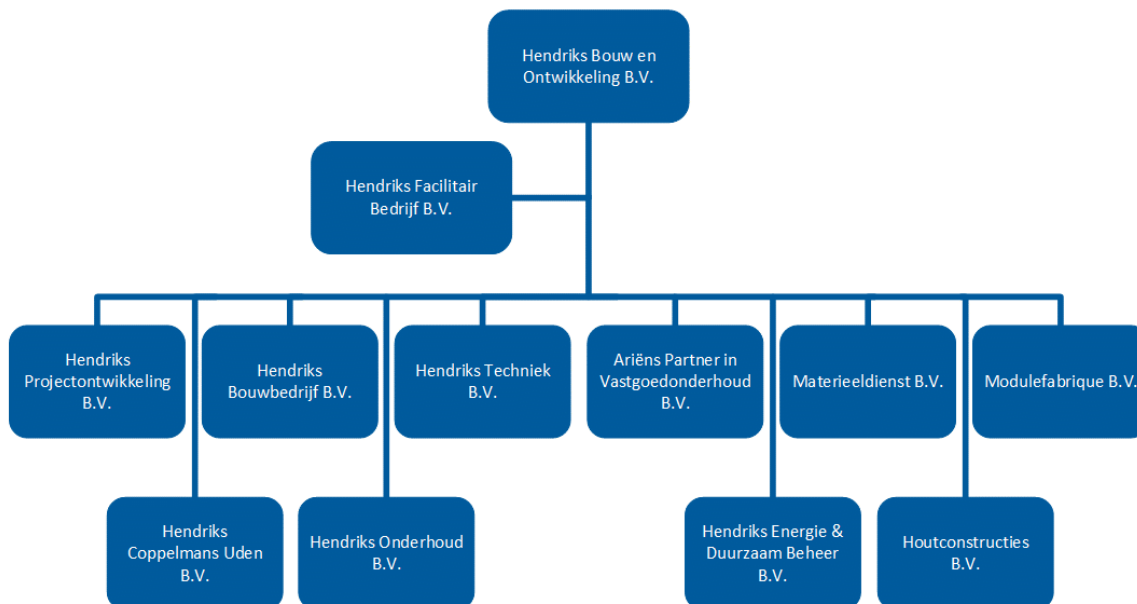 Hendriks Bouw en
Ontwikkeling B.V.
Hendriks Facilitair
Bedrijf B.V.
Hendriks
Projectontwikkeling
B.V.
Hendriks
Bouwbedrijf B.V.
Hendriks Techniek
B.V.
Ariëns Partner in
Vastgoedonderhoud
B.V.
Materieeldienst B.V.
Modulefabrique B.V.
Hendriks
Coppelmans Uden
B.V.
Hendriks Onderhoud
B.V.
Hendriks Energie &
Duurzaam Beheer
B.V.
Houtconstructies
B.V.